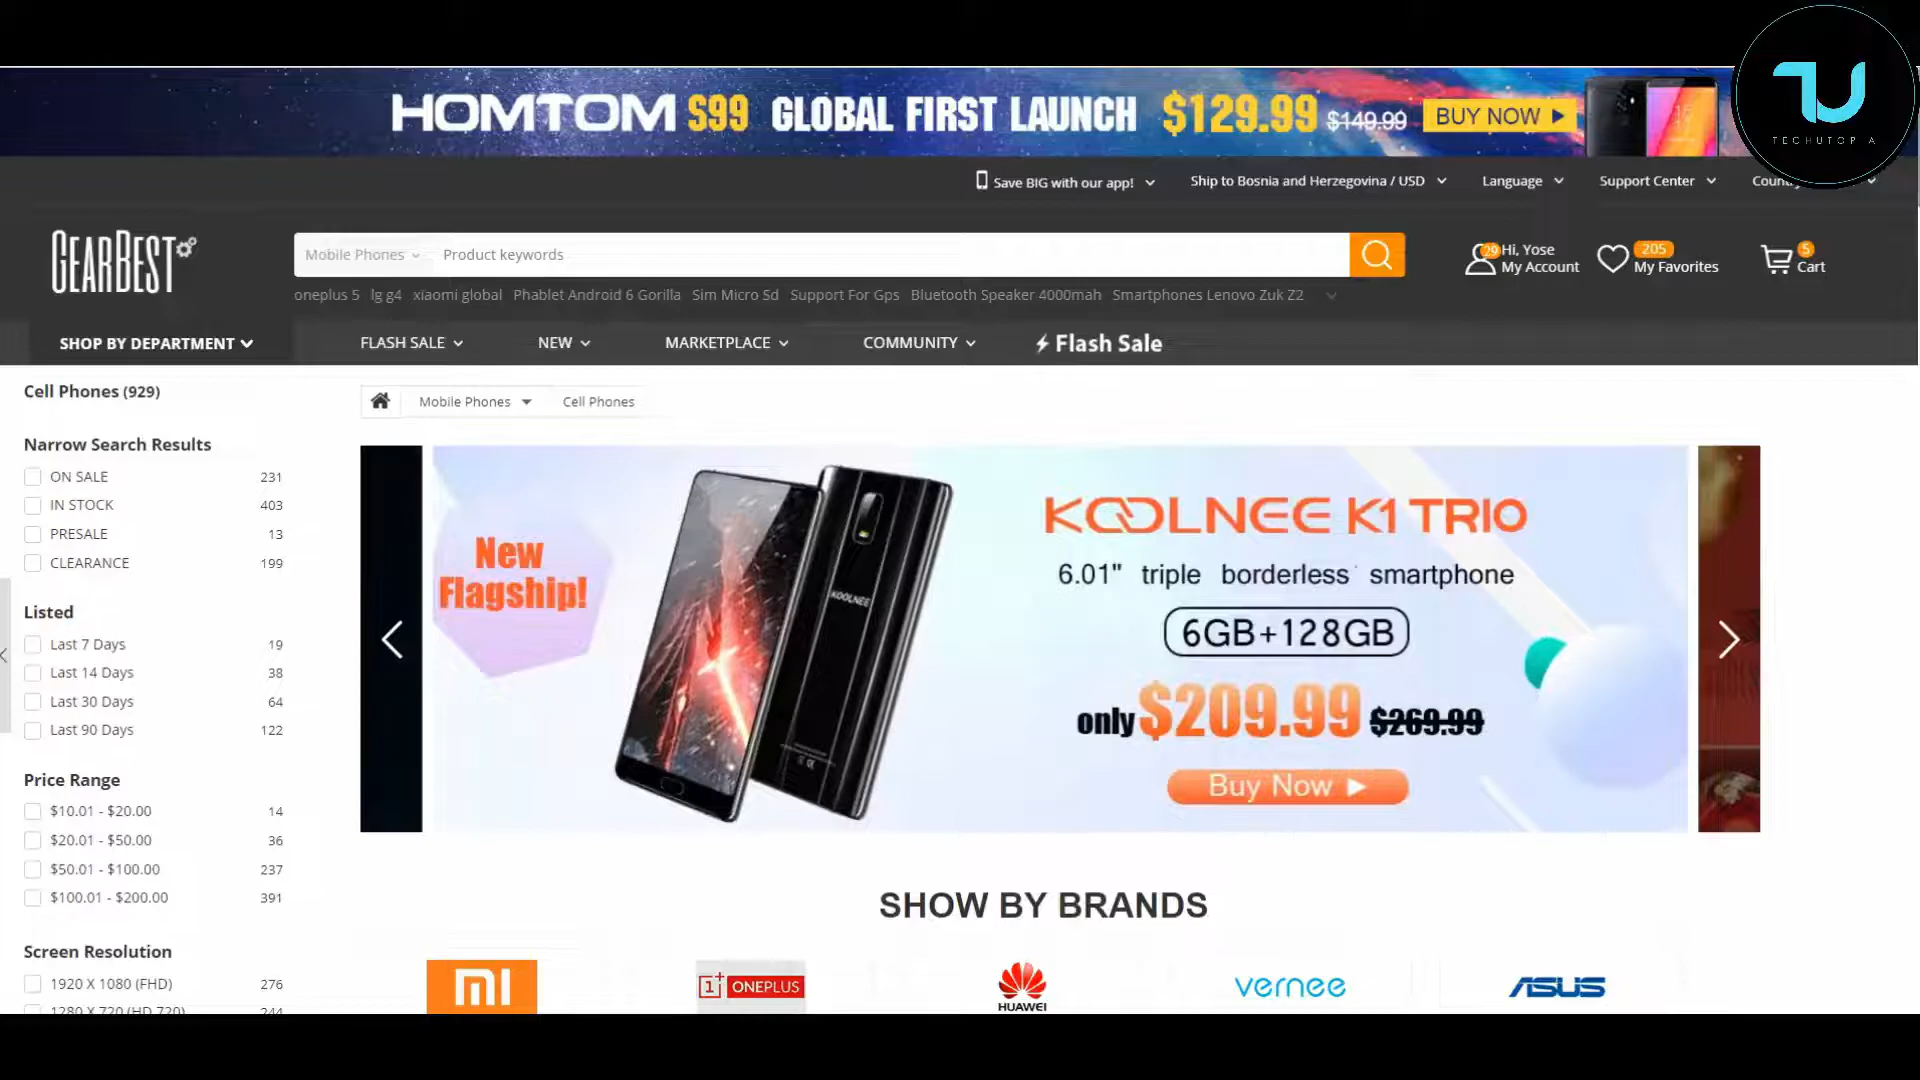 HOMTOM S99 GLOBAL FIRST LAUNCH $129.99 $149.99 BUY NOW
TECHUTOPIA
Save BIG with our app! Ship to Bosnia and Herzegovina / USD Language Support Center
GEARBEST
Mobile Phones Product keywords
29 Hi, Yose
My Account
205
My Favorites
5
Cart
oneplus 5 lg g4 xiaomi global Phablet Android 6 Gorilla Sim Micro Sd Support For Gps Bluetooth Speaker 4000mah Smartphones Lenovo Zuk Z2
SHOP BY DEPARTMENT FLASH SALE NEW MARKETPLACE COMMUNITY Flash Sale
Cell Phones (929)
Mobile Phones Cell Phones
Narrow Search Results
ON SALE 231
IN STOCK 403
PRESALE 13
CLEARANCE 199
Listed
Last 7 Days 19
Last 14 Days 38
Last 30 Days 64
Last 90 Days 122
Price Range
$10.01 - $20.00 14
$20.01 - $50.00 36
$50.01 - $100.00 237
$100.01 - $200.00 391
Screen Resolution
1920 X 1080 (FHD) 276
1280 X 720 (HD 720) 244
New
Flagship!
KOOLNEE
KOOLNEE K1 TRIO
6.01" triple borderless smartphone
6GB+128GB
only $209.99 $269.99
Buy Now
SHOW BY BRANDS
MI
1+ ONEPLUS
HUAWEI
vernee
ASUS